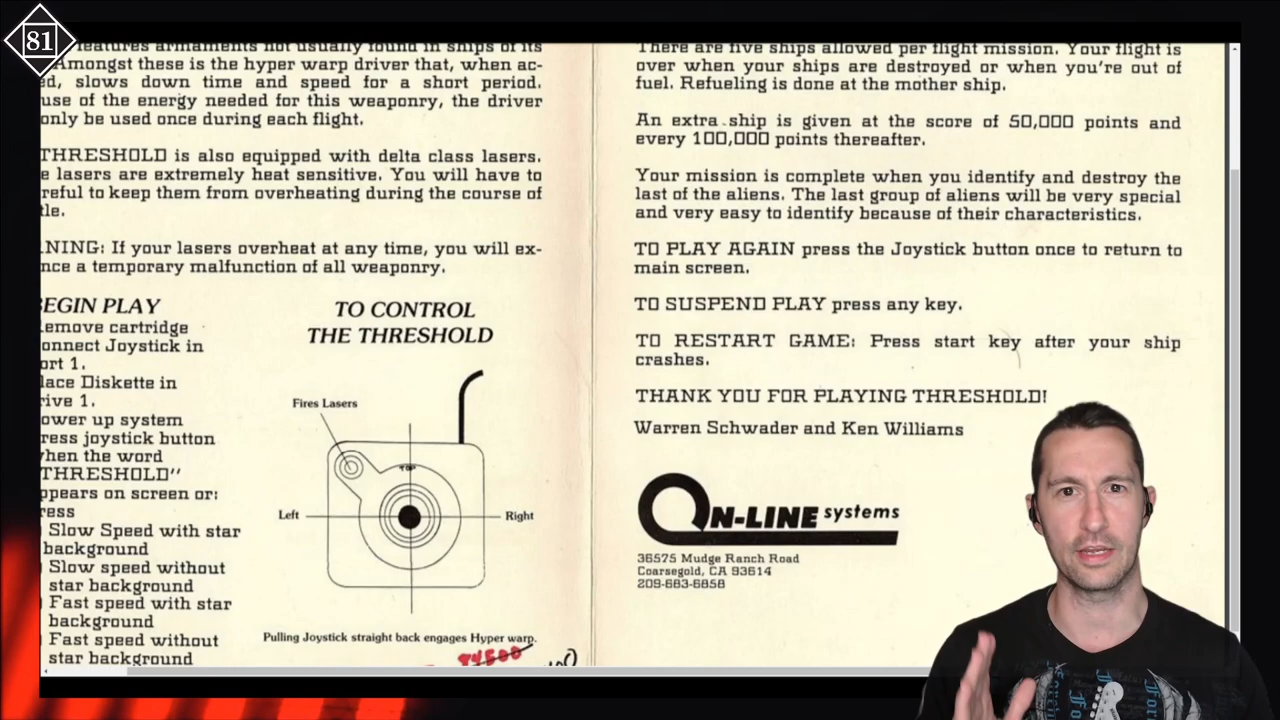 81
features armaments not usually found in ships of its
Amongst these is the hyper warp driver that, when ac-
ed, slows down time and speed for a short period.
use of the energy needed for this weaponry, the driver
only be used once during each flight.
THRESHOLD is also equipped with delta class lasers.
e lasers are extremely heat sensitive. You will have to
reful to keep them from overheating during the course of
tle.
RNING: If your lasers overheat at any time, you will ex-
nce a temporary malfunction of all weaponry.
BEGIN PLAY
emove cartridge
onnect Joystick in
ort 1.
lace Diskette in
rive 1.
ower up system
ress joystick button
when the word
THRESHOLD"
ppears on screen or:
ress
Slow Speed with star
background
Slow speed without
star background
Fast speed with star
background
Fast speed without
star background
TO CONTROL
THE THRESHOLD
Fires Lasers
TOP
Left
Right
Pulling Joystick straight back engages Hyper warp.
84500
There are five ships allowed per flight mission. Your flight is
over when your ships are destroyed or when you're out of
fuel. Refueling is done at the mother ship.
An extra ship is given at the score of 50,000 points and
every 100,000 points thereafter.
Your mission is complete when you identify and destroy the
last of the aliens. The last group of aliens will be very special
and very easy to identify because of their characteristics.
TO PLAY AGAIN press the Joystick button once to return to
main screen.
TO SUSPEND PLAY press any key.
TO RESTART GAME: Press start key after your ship
crashes.
THANK YOU FOR PLAYING THRESHOLD!
Warren Schwader and Ken Williams
ON-LINE systems
36575 Mudge Ranch Road
Coarsegold, CA 93614
209-683-6858